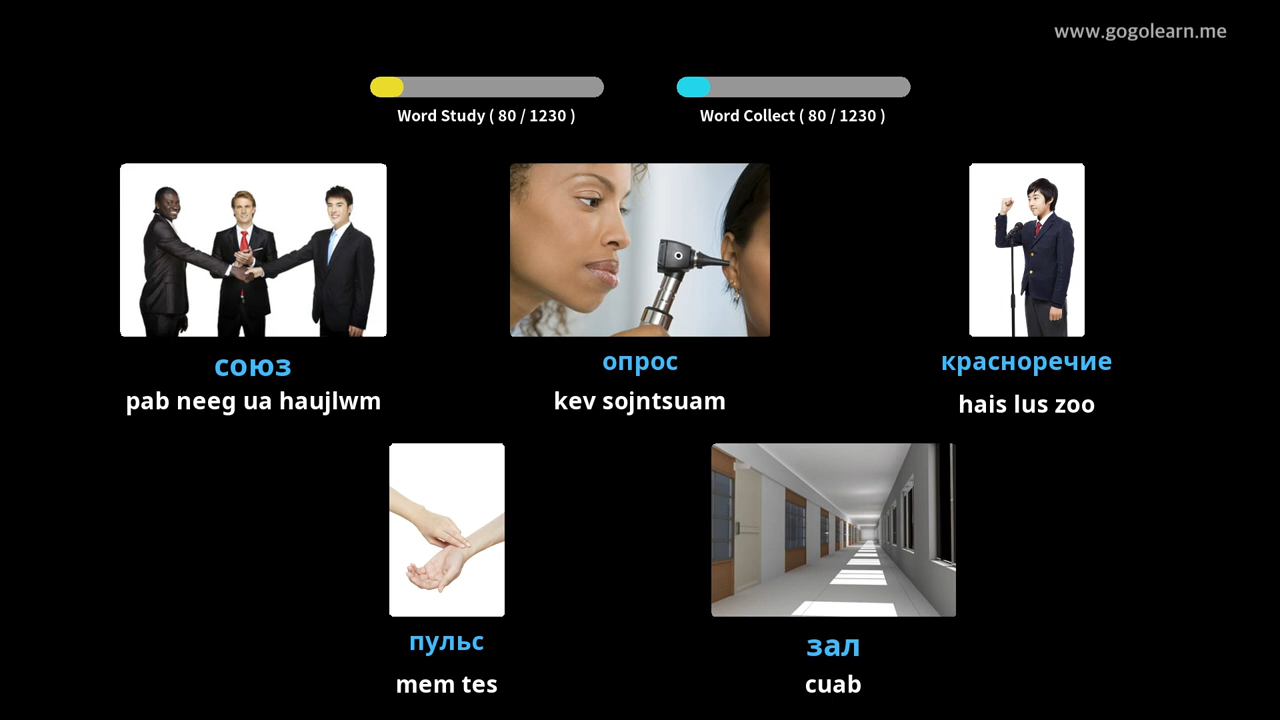 www.gogolearn.me
Word Study ( 80 / 1230 )
Word Collect ( 80 / 1230 )
союз
pab neeg ua haujlwm
опрос
kev sojntsuam
красноречие
hais lus zoo
пульс
mem tes
зал
cuab